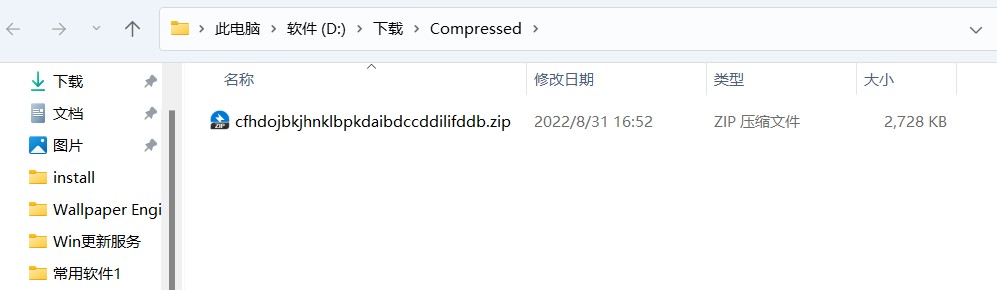 此电脑 > 软件 (D:) > 下载 > Compressed >
名称 修改日期 类型 大小
cfhdojbkjhnklbpkdaibdccddilifddb.zip 2022/8/31 16:52 ZIP 压缩文件 2,728 KB
ZIP
下载
文档
图片
install
Wallpaper Engi
Win更新服务
常用软件1